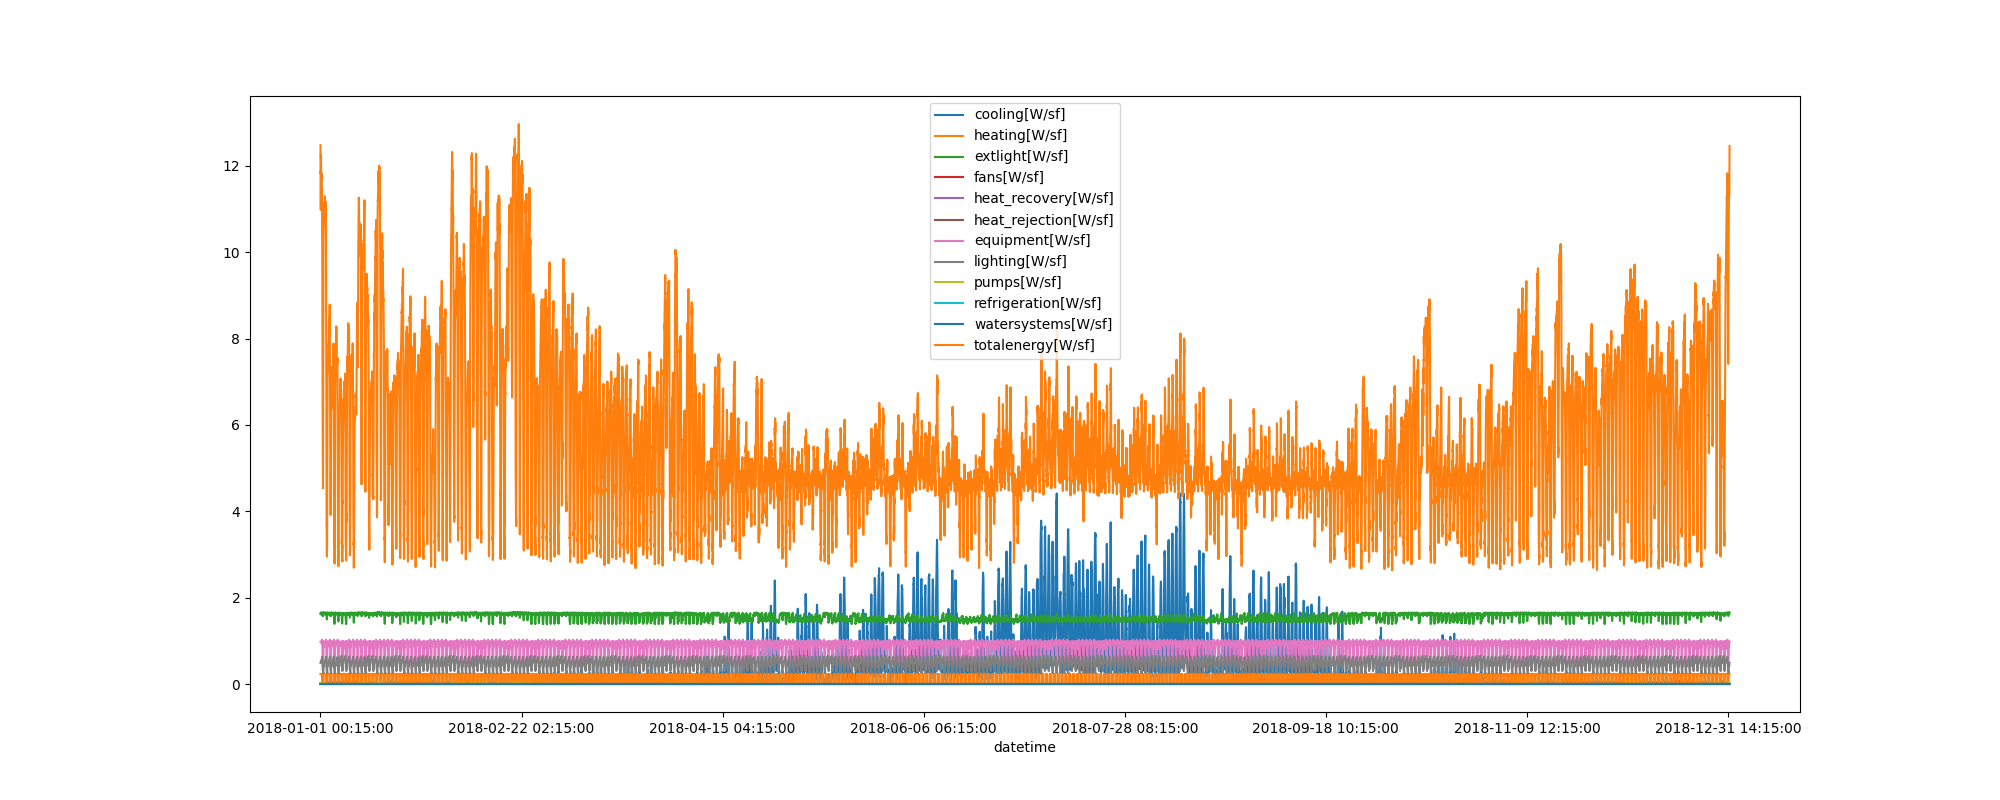 cooling[W/sf]
heating[W/sf]
extlight[W/sf]
fans[W/sf]
heat_recovery[W/sf]
heat_rejection[W/sf]
equipment[W/sf]
lighting[W/sf]
pumps[W/sf]
refrigeration[W/sf]
watersystems[W/sf]
totalenergy[W/sf]
12
10
8
6
4
2
0
2018-01-01 00:15:00 2018-02-22 02:15:00 2018-04-15 04:15:00 2018-06-06 06:15:00 2018-07-28 08:15:00 2018-09-18 10:15:00 2018-11-09 12:15:00 2018-12-31 14:15:00
datetime